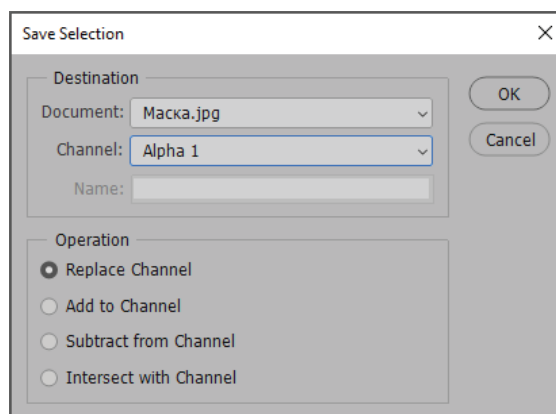 Save Selection
Destination
Document: Маска.jpg
Channel: Alpha 1
Name:
OK
Cancel
Operation
Replace Channel
Add to Channel
Subtract from Channel
Intersect with Channel